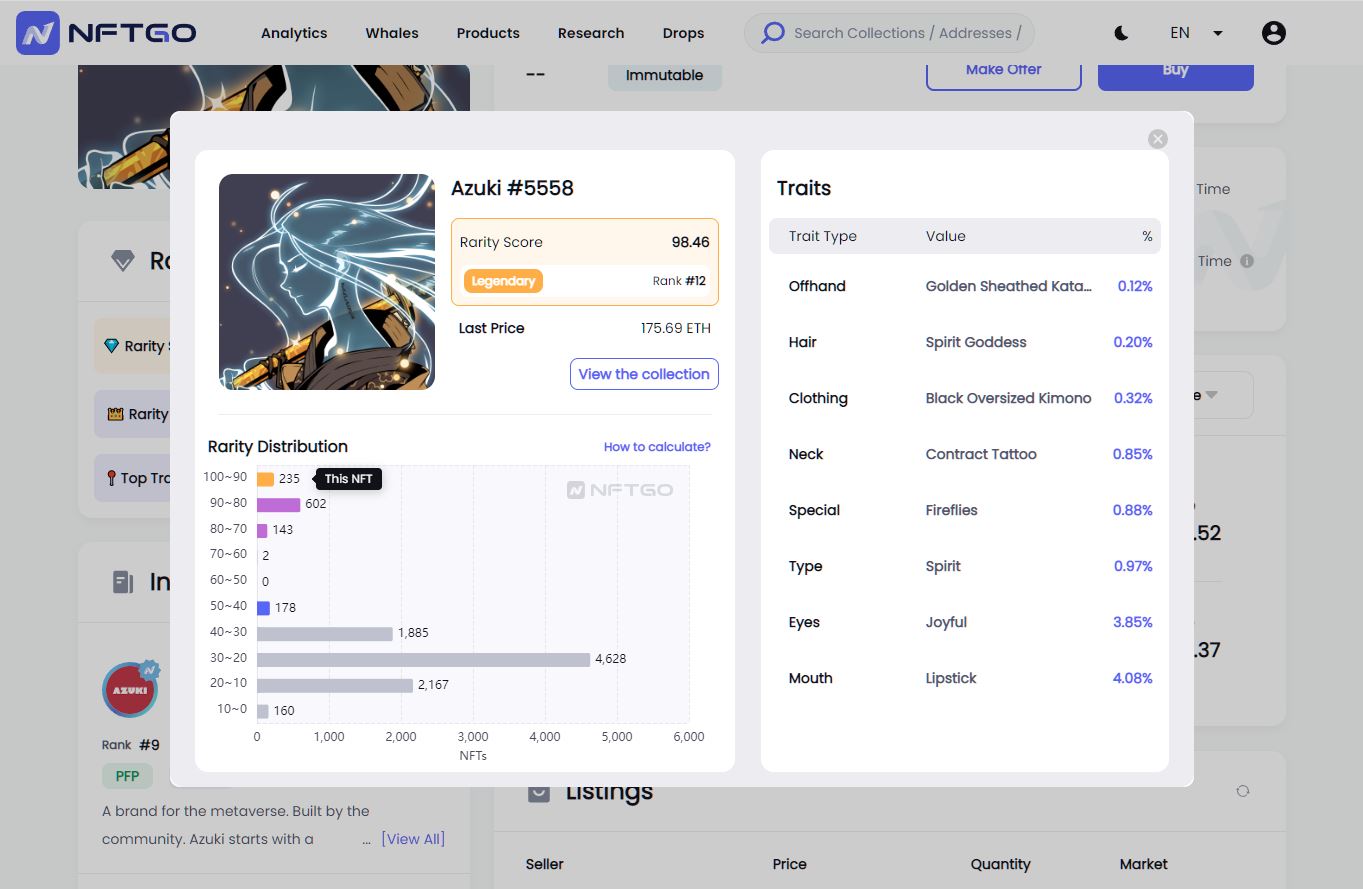 NFTGO Analytics Whales Products Research Drops Search Collections / Addresses / EN
-- Immutable Make Offer Buy
Azuki #5558
Rarity Score 98.46
Legendary Rank #12
Last Price 175.69 ETH
View the collection
Rarity Distribution How to calculate?
100~90 235 This NFT
NFTGO
90~80 602
80~70 143
70~60 2
60~50 0
50~40 178
40~30 1,885
30~20 4,628
20~10 2,167
10~0 160
0 1,000 2,000 3,000 4,000 5,000 6,000
NFTs
Traits
Trait Type Value %
Offhand Golden Sheathed Kata... 0.12%
Hair Spirit Goddess 0.20%
Clothing Black Oversized Kimono 0.32%
Neck Contract Tattoo 0.85%
Special Fireflies 0.88%
Type Spirit 0.97%
Eyes Joyful 3.85%
Mouth Lipstick 4.08%
Time
Time
Rarity
Rarity
Top
.52
.37
AZUKI
Rank #9
PFP
A brand for the metaverse. Built by the
community. Azuki starts with a ... [View All]
Listings
Seller Price Quantity Market